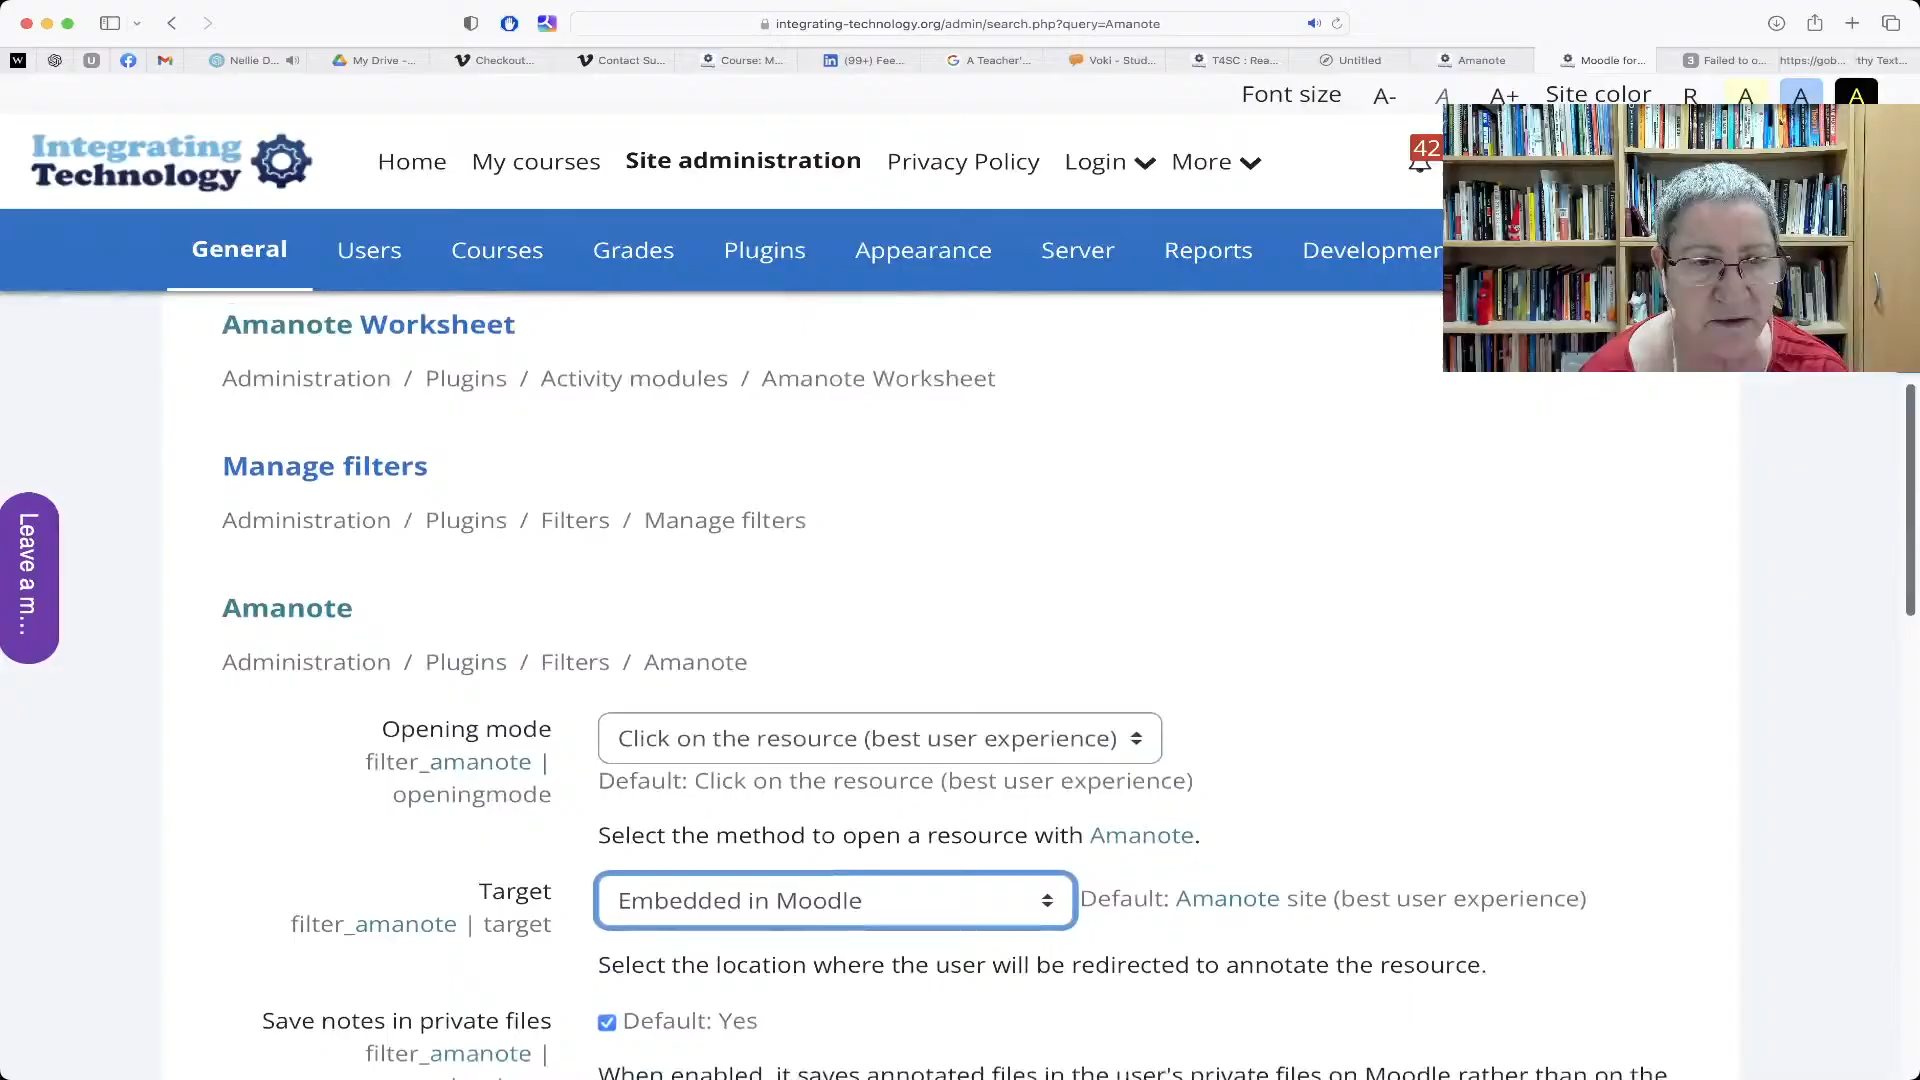 integrating-technology.org/admin/search.php?query=Amanote
W
U
Nellie D...
My Drive –...
Checkout...
Contact Su...
Course: M...
(99+) Fee...
A Teacher'...
Voki - Stud...
T4SC : Rea...
Untitled
Amanote
Moodle for...
3 Failed to o...
https://gob...
thy Text...
Font size A- A A+ Site color R A A A
Integrating
Technology
Home My courses Site administration Privacy Policy Login More
42
General Users Courses Grades Plugins Appearance Server Reports Developmen
Amanote Worksheet
Administration / Plugins / Activity modules / Amanote Worksheet
Manage filters
Administration / Plugins / Filters / Manage filters
Leave a m...
Amanote
Administration / Plugins / Filters / Amanote
Opening mode
filter_amanote |
openingmode
Click on the resource (best user experience)
Default: Click on the resource (best user experience)
Select the method to open a resource with Amanote.
Target
filter_amanote | target
Embedded in Moodle
Default: Amanote site (best user experience)
Select the location where the user will be redirected to annotate the resource.
Save notes in private files
filter_amanote |
Default: Yes
When enabled, it saves annotated files in the user's private files on Moodle rather than on the